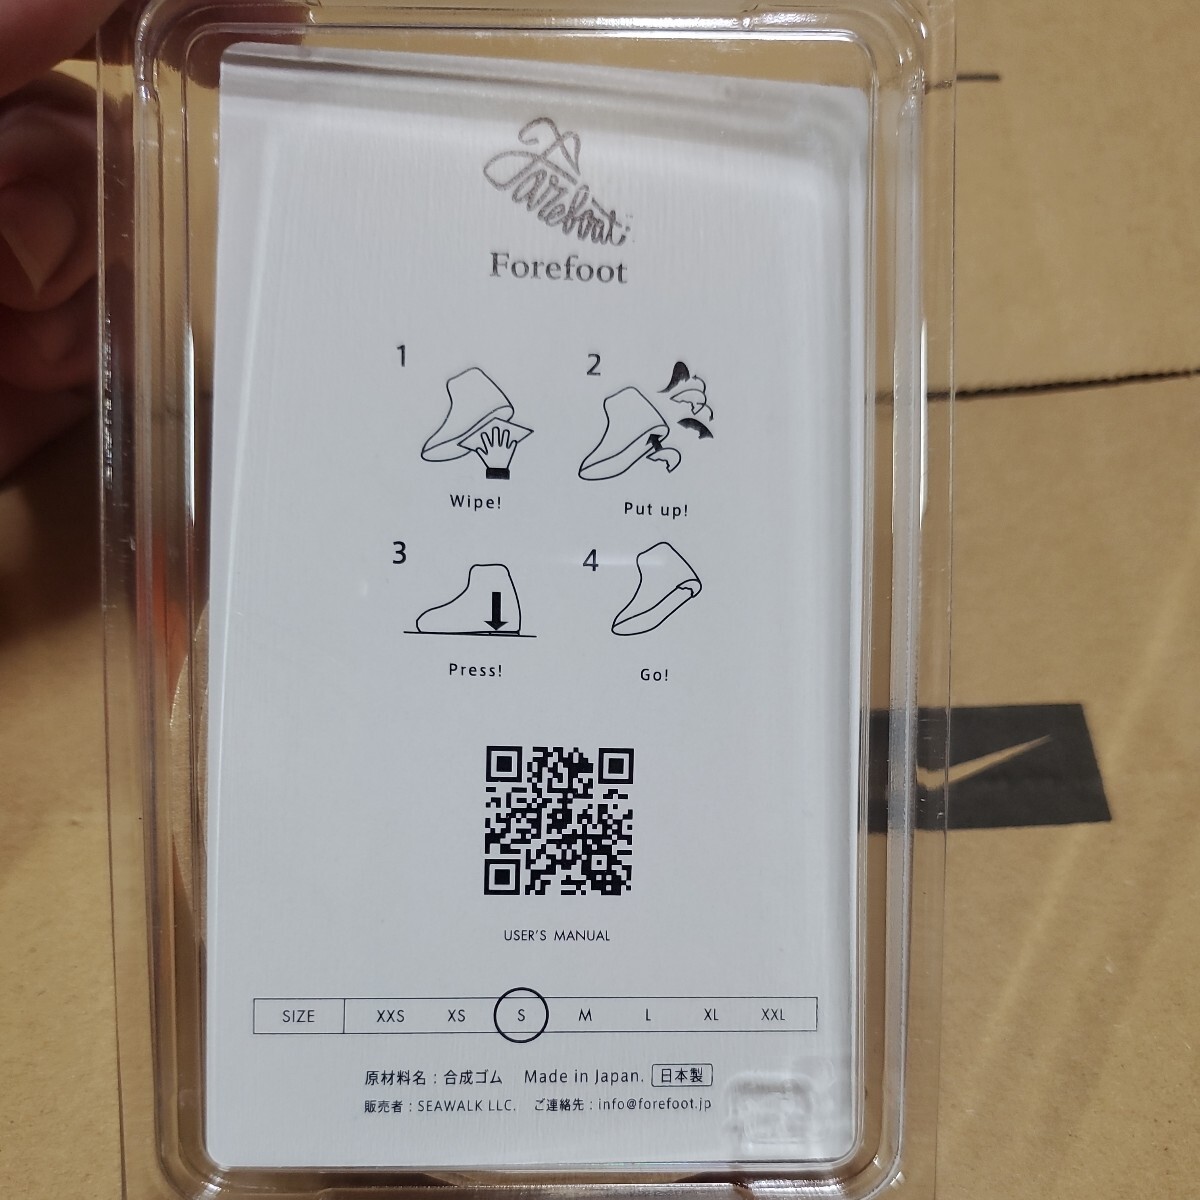 Forefoot
Forefoot
1
2
Wipe!
Put up!
3
4
Press!
Go!
USER'S MANUAL
SIZE XXS XS S M L XL XXL
原材料名：合成ゴム Made in Japan. 日本製
販売者：SEAWALK LLC. ご連絡先：info@forefoot.jp